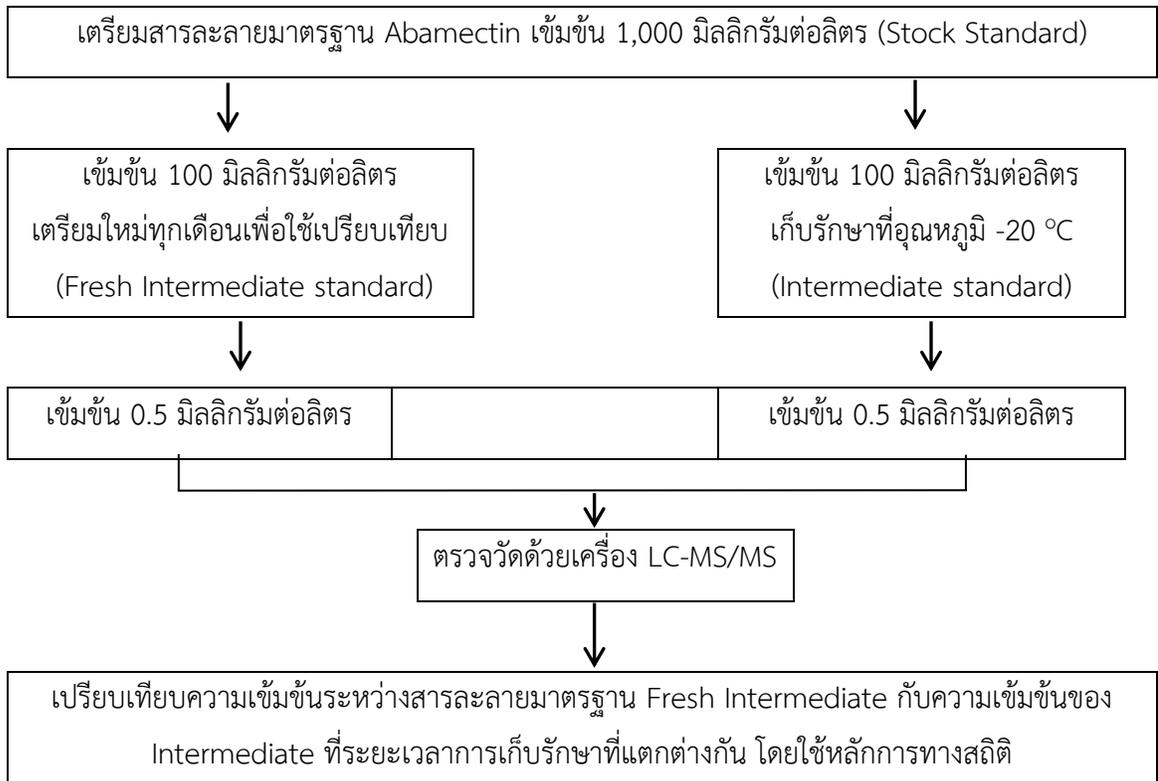 เตรียมสารละลายมาตรฐาน Abamectin เข้มข้น 1,000 มิลลิกรัมต่อลิตร (Stock Standard)
เข้มข้น 100 มิลลิกรัมต่อลิตร
เตรียมใหม่ทุกเดือนเพื่อใช้เปรียบเทียบ
(Fresh Intermediate standard)
เข้มข้น 100 มิลลิกรัมต่อลิตร
เก็บรักษาที่อุณหภูมิ -20 °C
(Intermediate standard)
เข้มข้น 0.5 มิลลิกรัมต่อลิตร
เข้มข้น 0.5 มิลลิกรัมต่อลิตร
ตรวจวัดด้วยเครื่อง LC-MS/MS
เปรียบเทียบความเข้มข้นระหว่างสารละลายมาตรฐาน Fresh Intermediate กับความเข้มข้นของ
Intermediate ที่ระยะเวลาการเก็บรักษาที่แตกต่างกัน โดยใช้หลักการทางสถิติ